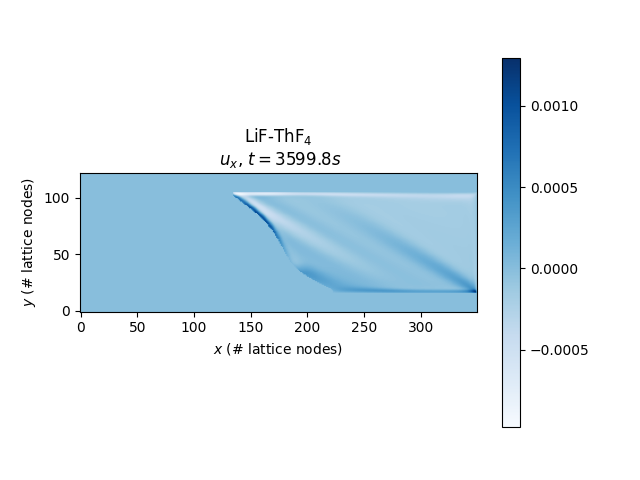 LiF-ThF₄
uₓ, t = 3599.8s
y (# lattice nodes)
100
50
0
0 50 100 150 200 250 300
x (# lattice nodes)
0.0010
0.0005
0.0000
−0.0005